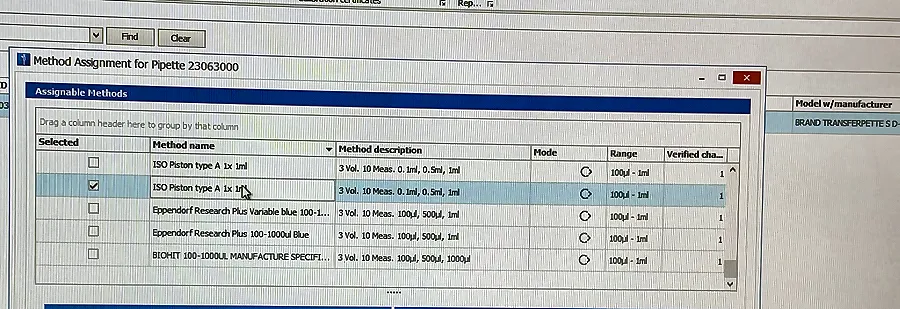 Rep...
Find
Clear
Method Assignment for Pipette 23063000
Assignable Methods
Model w/manufacturer
BRAND TRANSFERPETTE S D-
Drag a column header here to group by that column
Selected Method name Method description Mode Range Verified cha...
ISO Piston type A 1x 1ml 3 Vol. 10 Meas. 0.1ml, 0.5ml, 1ml 100µl - 1ml 1
ISO Piston type A 1x 1ml 3 Vol. 10 Meas. 0.1ml, 0.5ml, 1ml 100µl - 1ml 1
Eppendorf Research Plus Variable blue 100-1... 3 Vol. 10 Meas. 100µl, 500µl, 1ml 100µl - 1ml 1
Eppendorf Research Plus 100-1000ul Blue 3 Vol. 10 Meas. 100µl, 500µl, 1ml 100µl - 1ml 1
BIOHIT 100-1000UL MANUFACTURE SPECIFI... 3 Vol. 10 Meas. 100µl, 500µl, 1000µl 100µl - 1ml 1